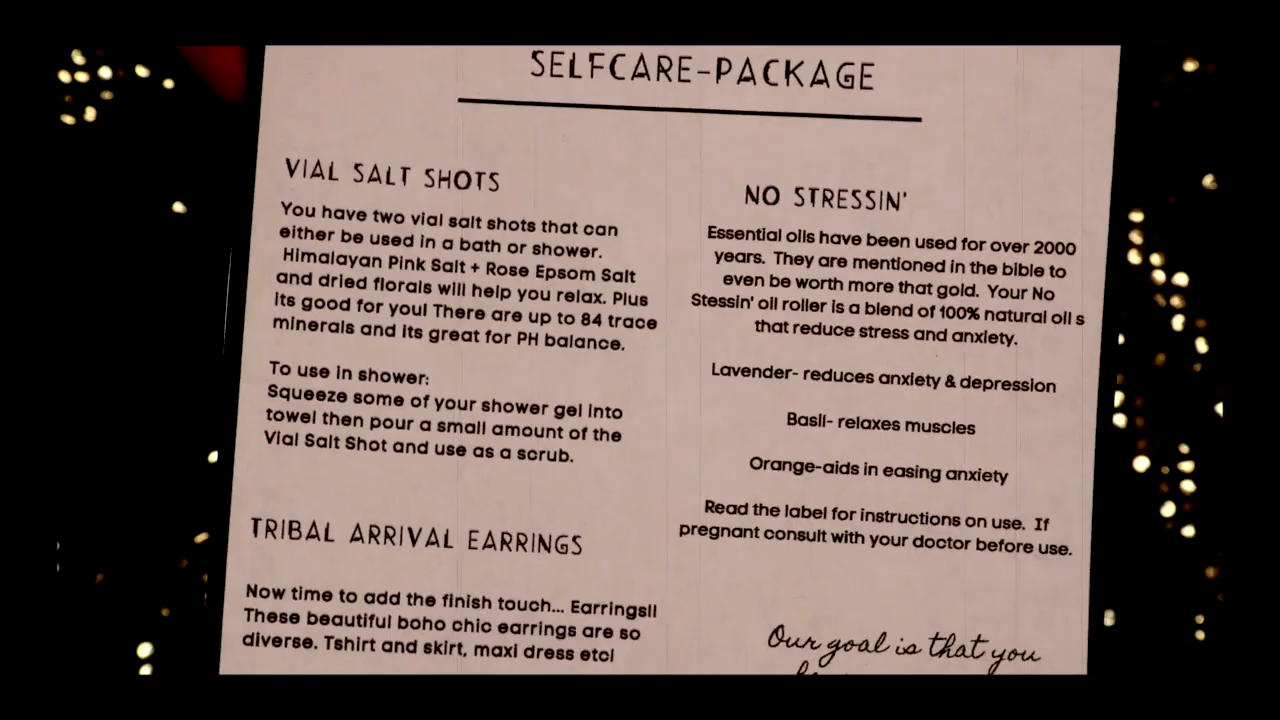 SELFCARE-PACKAGE
VIAL SALT SHOTS
You have two vial salt shots that can
either be used in a bath or shower.
Himalayan Pink Salt + Rose Epsom Salt
and dried florals will help you relax. Plus
its good for you! There are up to 84 trace
minerals and its great for PH balance.
To use in shower:
Squeeze some of your shower gel into
towel then pour a small amount of the
Vial Salt Shot and use as a scrub.
TRIBAL ARRIVAL EARRINGS
Now time to add the finish touch... Earrings!!
These beautiful boho chic earrings are so
diverse. Tshirt and skirt, maxi dress etc!
NO STRESSIN'
Essential oils have been used for over 2000
years. They are mentioned in the bible to
even be worth more that gold. Your No
Stessin' oil roller is a blend of 100% natural oil s
that reduce stress and anxiety.
Lavender- reduces anxiety & depression
Basil- relaxes muscles
Orange-aids in easing anxiety
Read the label for instructions on use. If
pregnant consult with your doctor before use.
Our goal is that you